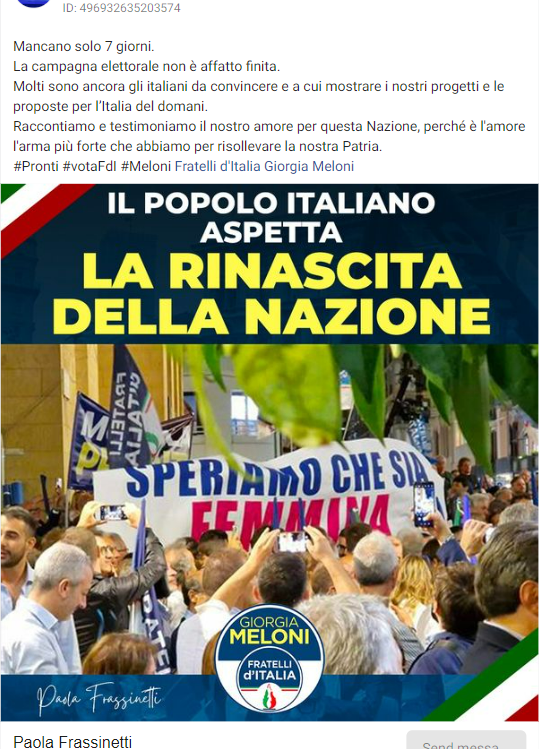 ID: 496932635203574
Mancano solo 7 giorni.
La campagna elettorale non è affatto finita.
Molti sono ancora gli italiani da convincere e a cui mostrare i nostri progetti e le
proposte per l'Italia del domani.
Raccontiamo e testimoniamo il nostro amore per questa Nazione, perché è l'amore
l'arma più forte che abbiamo per risollevare la nostra Patria.
#Pronti #votaFdI #Meloni Fratelli d'Italia Giorgia Meloni
IL POPOLO ITALIANO
ASPETTA
LA RINASCITA
DELLA NAZIONE
FRATELLI
D'ITALIA
SPERIAMO CHE SIA
FEMMINA
GIORGIA
MELONI
FRATELLI
d'ITALIA
Paola Frassinetti
Paola Frassinetti
Send message